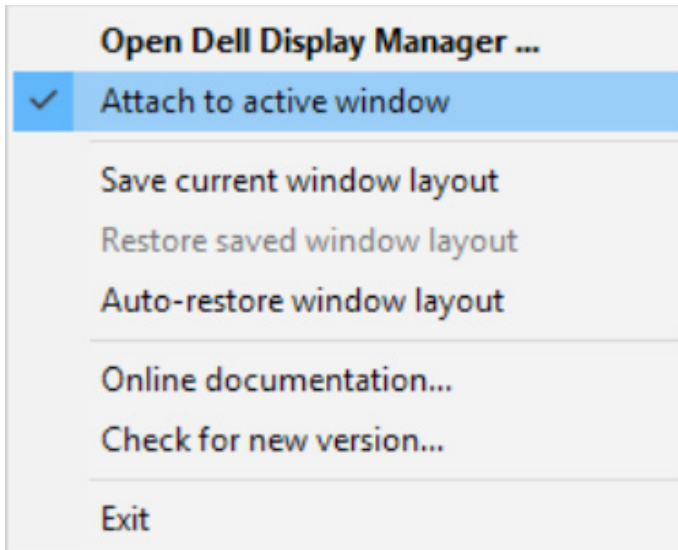 Open Dell Display Manager ...
Attach to active window
Save current window layout
Restore saved window layout
Auto-restore window layout
Online documentation...
Check for new version...
Exit